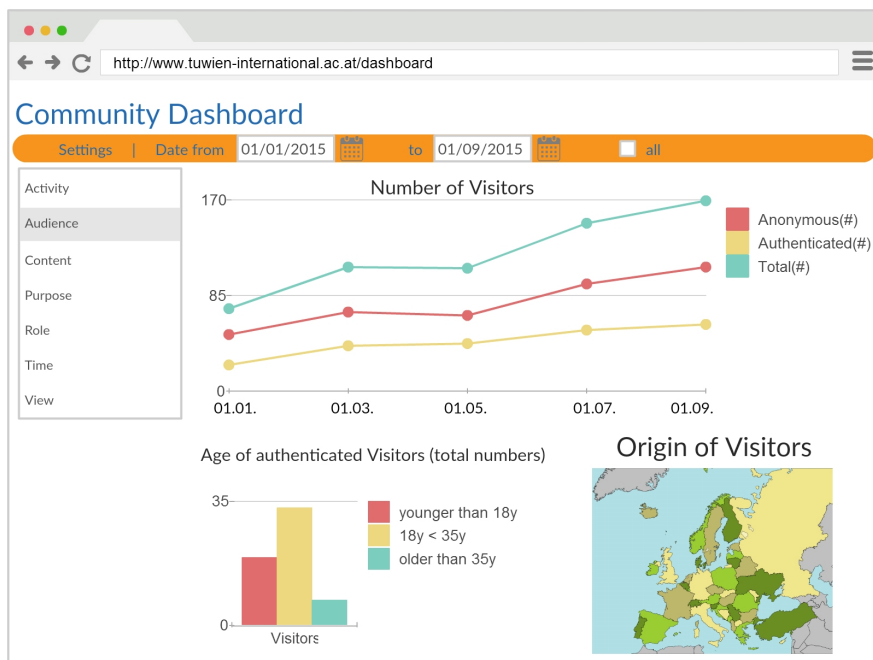 http://www.tuwien-international.ac.at/dashboard
Community Dashboard
Settings | Date from 01/01/2015 to 01/09/2015 all
Activity
Audience
Content
Purpose
Role
Time
View
Number of Visitors
170
85
0
01.01. 01.03. 01.05. 01.07. 01.09.
Anonymous(#)
Authenticated(#)
Total(#)
Age of authenticated Visitors (total numbers)
35
0
Visitors
younger than 18y
18y < 35y
older than 35y
Origin of Visitors